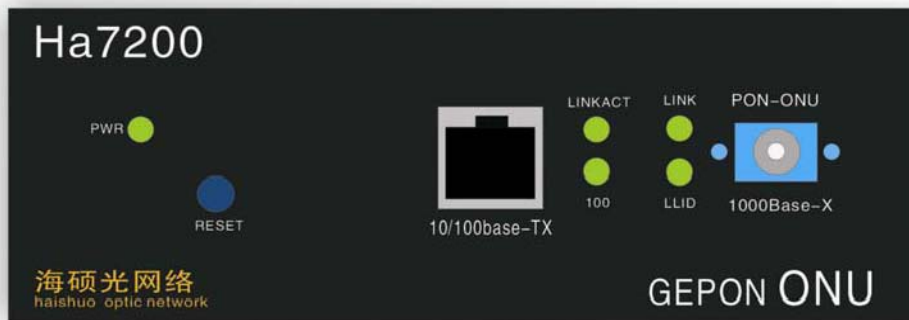 Ha7200
PWR
RESET
10/100base-TX
LINKACT
100
LINK
LLID
PON-ONU
1000Base-X
海硕光网络
haishuo optic network
GEPON ONU